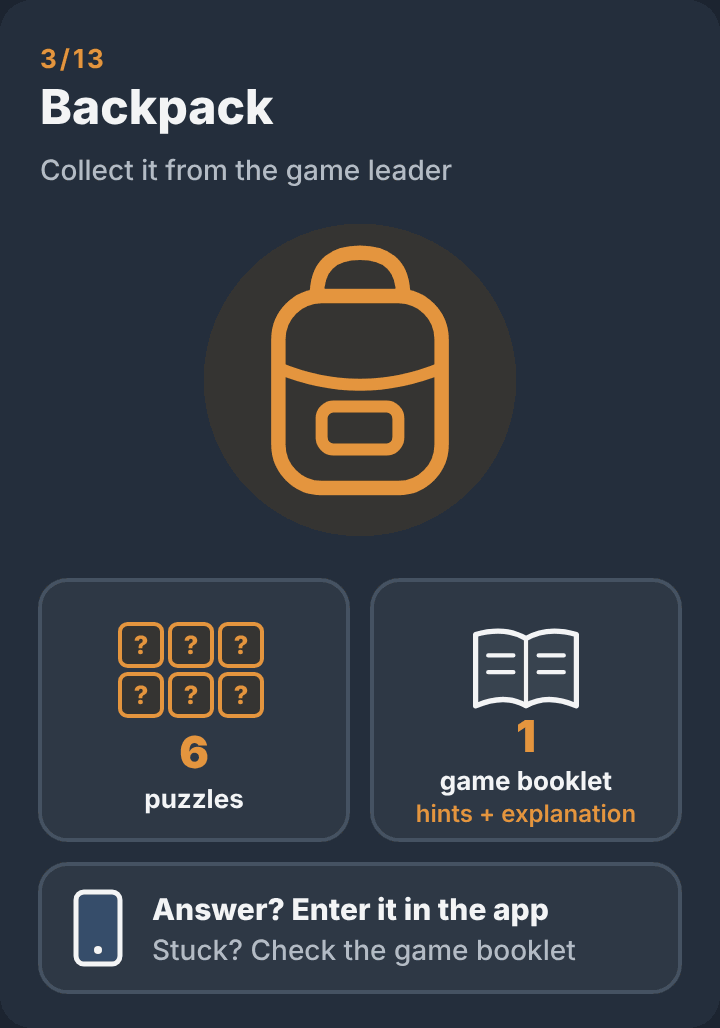 3/13
Backpack
Collect it from the game leader
? ? ?
? ? ?
6
puzzles
1
game booklet
hints + explanation
Answer? Enter it in the app
Stuck? Check the game booklet